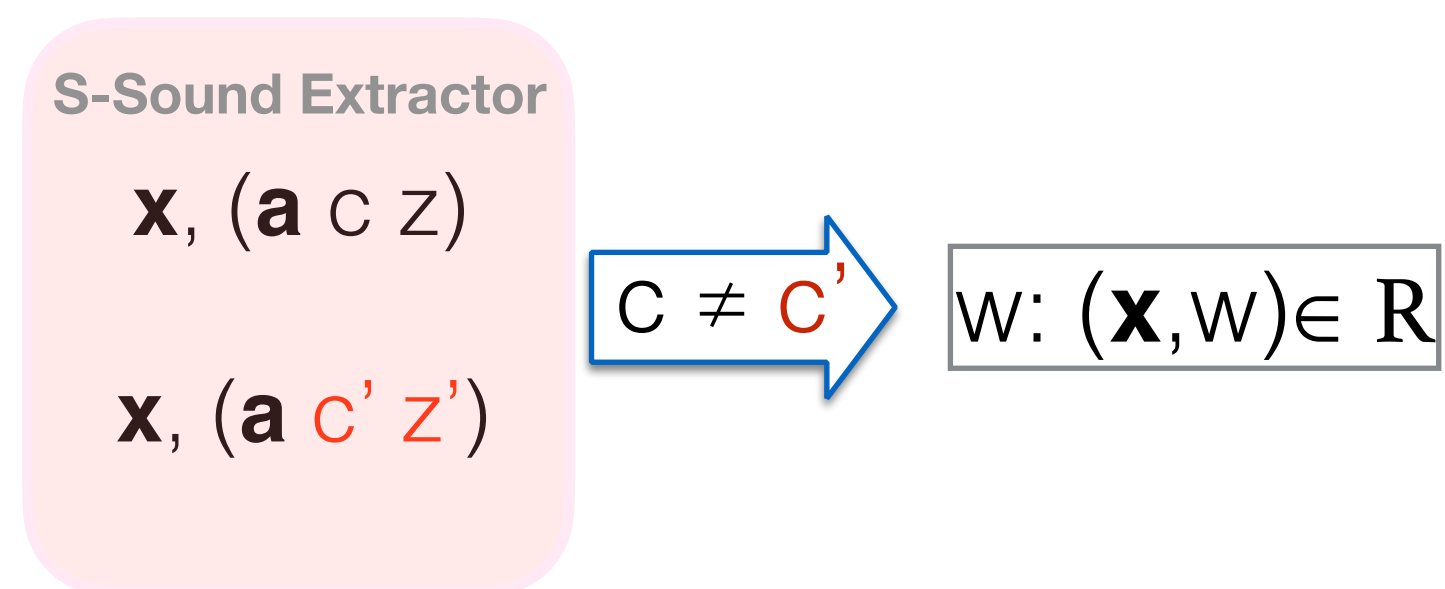 S-Sound Extractor
x, (a c z)
x, (a c’ z’)
c ≠ c’
w: (x,w)∈ R